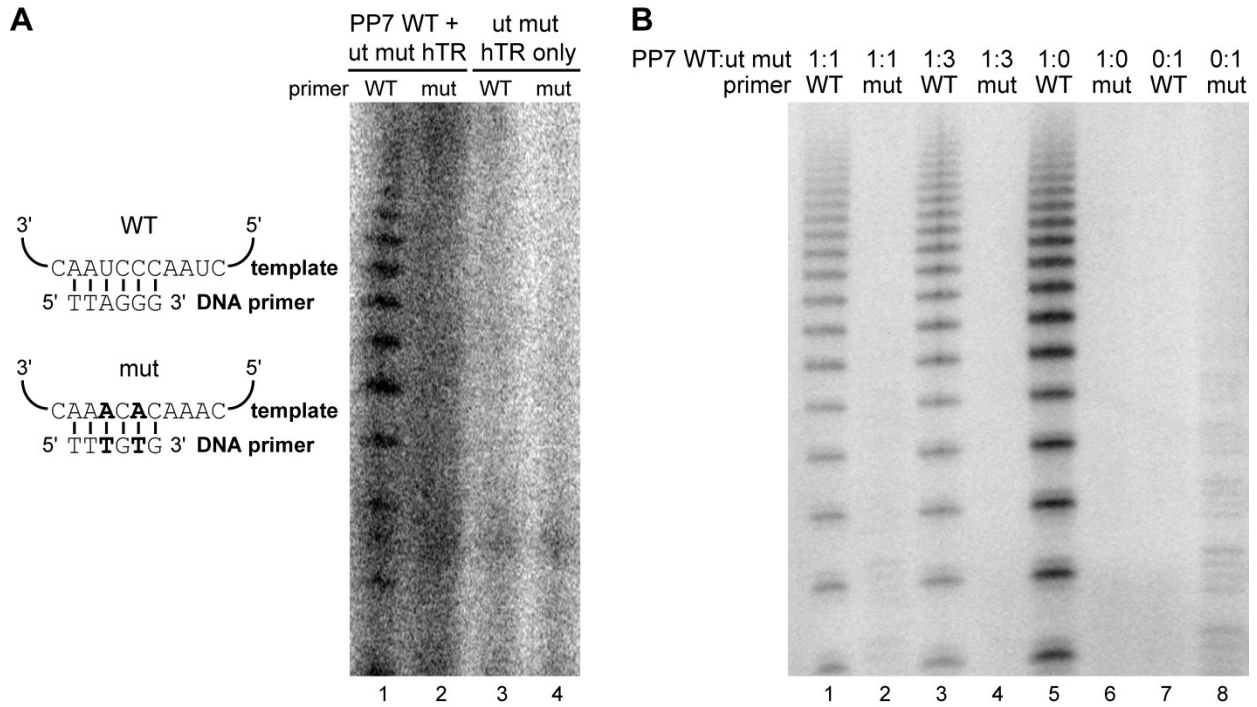 A
PP7 WT + ut mut
ut mut hTR hTR only
primer WT mut WT mut
WT
3' 5'
CAAUCCCAAUC template
5' TTAGGG 3' DNA primer
mut
3' 5'
CAAACACAAAC template
5' TTTGTG 3' DNA primer
1 2 3 4
B
PP7 WT:ut mut 1:1 1:1 1:3 1:3 1:0 1:0 0:1 0:1
primer WT mut WT mut WT mut WT mut
1 2 3 4 5 6 7 8